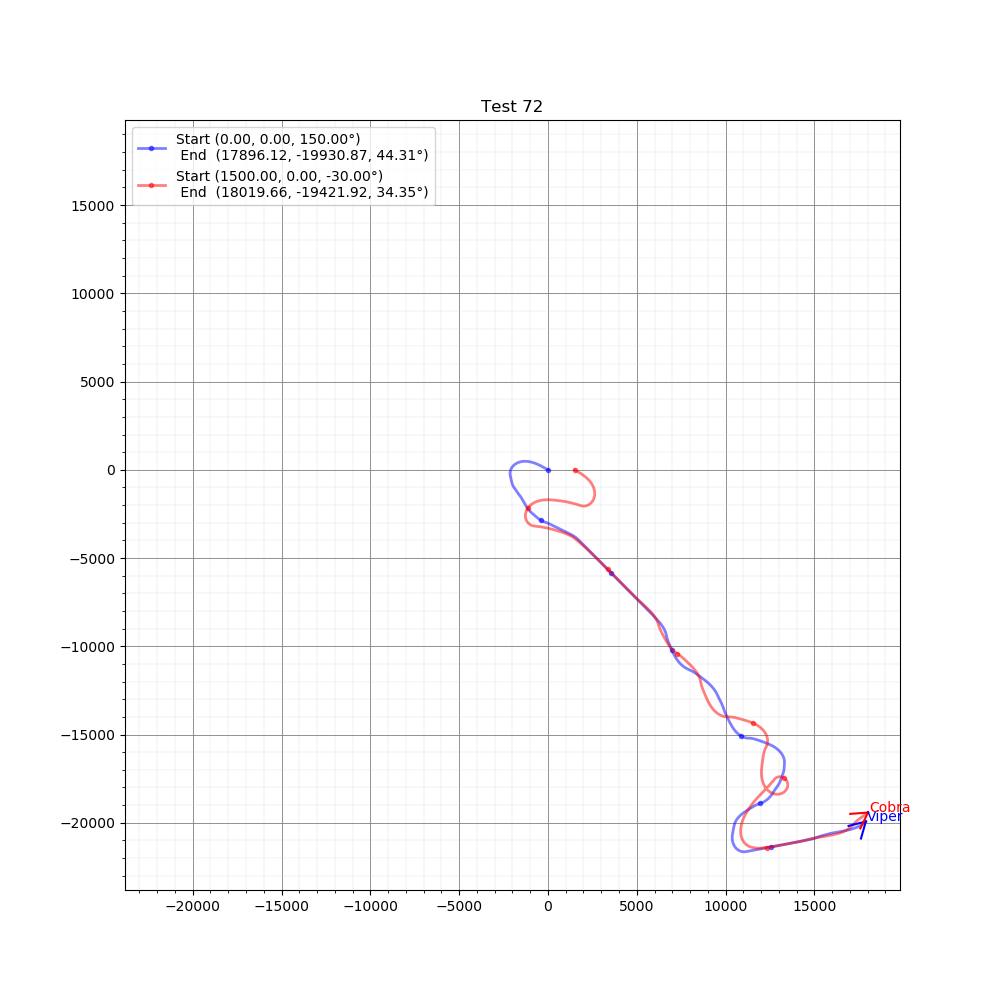 Test 72
Start (0.00, 0.00, 150.00°)
End  (17896.12, -19930.87, 44.31°)
Start (1500.00, 0.00, -30.00°)
End  (18019.66, -19421.92, 34.35°)
15000
10000
5000
0
−5000
−10000
−15000
−20000
Cobra
Viper
−20000 −15000 −10000 −5000 0 5000 10000 15000